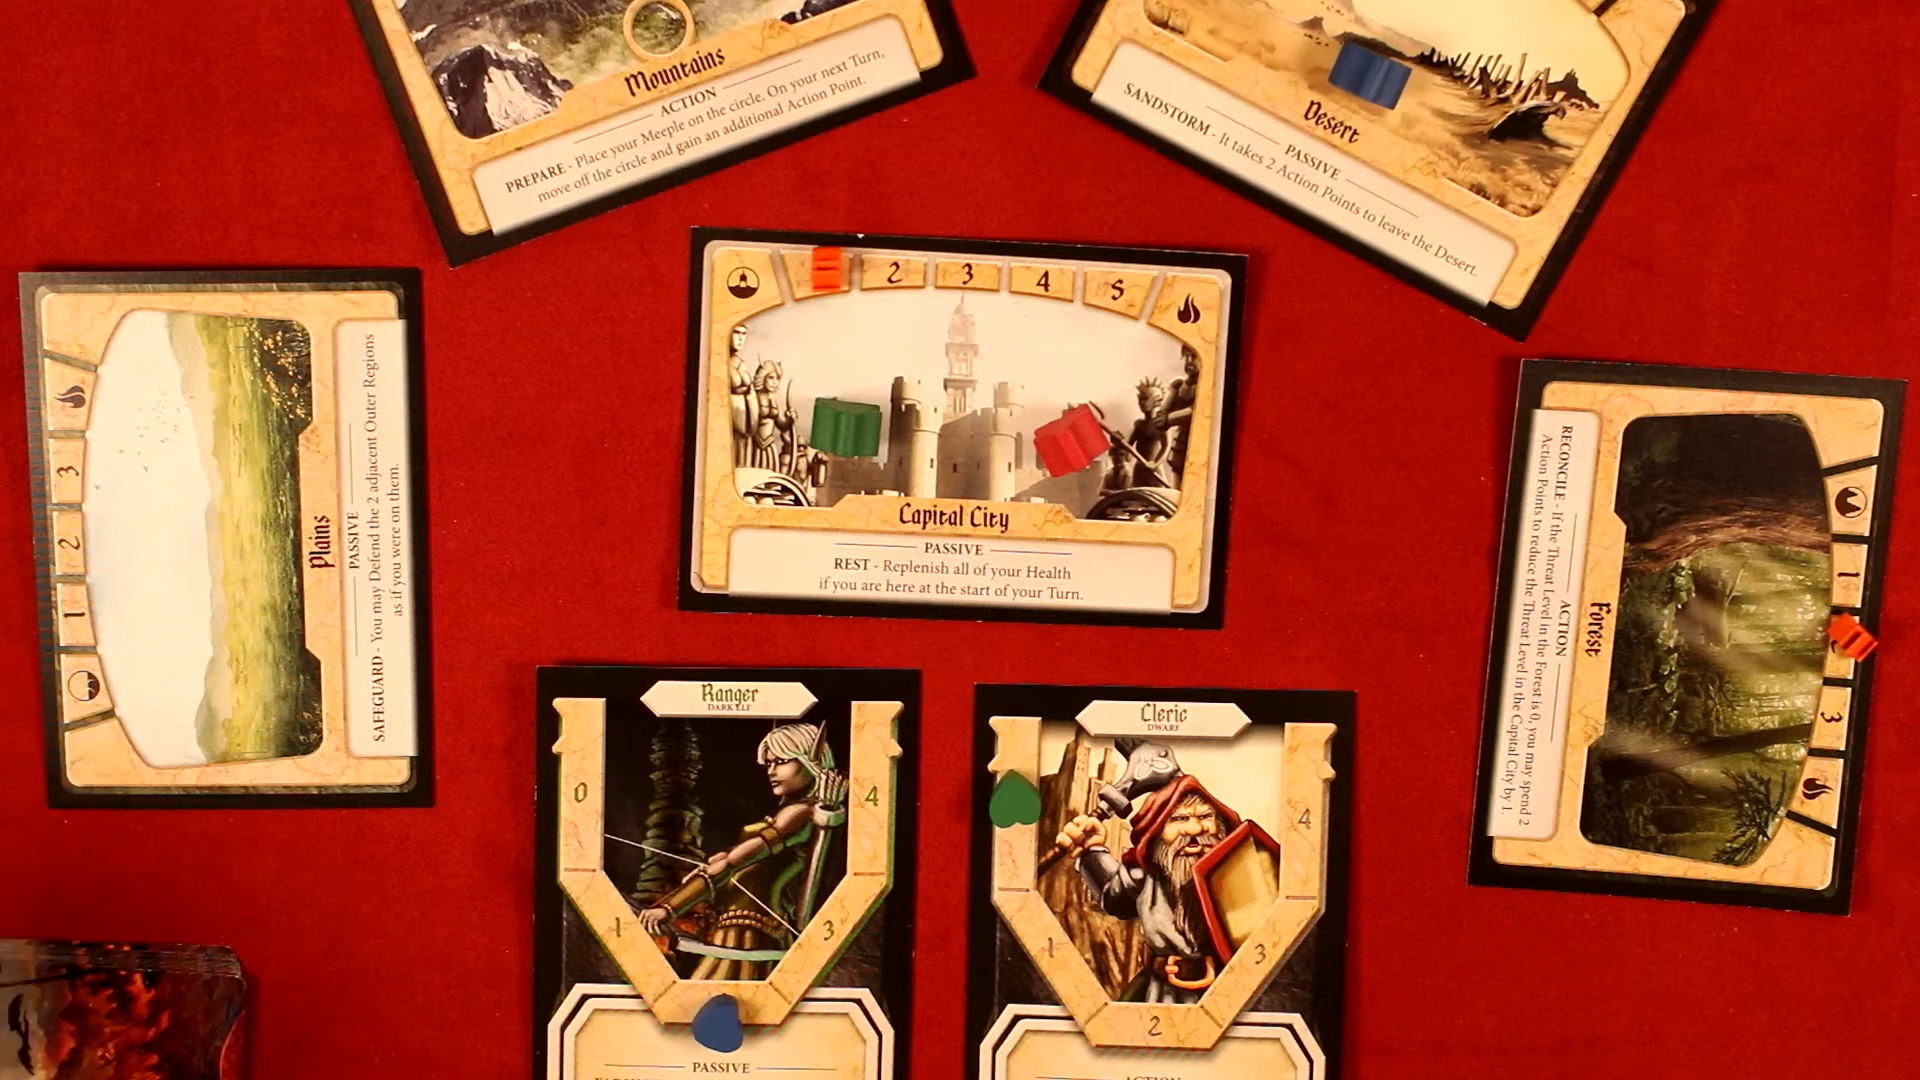 Mountains
ACTION
PREPARE - Place your Meeple on the circle. On your next Turn,
move off the circle and gain an additional Action Point.
Desert
PASSIVE
SANDSTORM - It takes 2 Action Points to leave the Desert.
2 3 4 5
Capital City
PASSIVE
REST - Replenish all of your Health
if you are here at the start of your Turn.
3
2
1
Plains
PASSIVE
SAFEGUARD - You may Defend the 2 adjacent Outer Regions
as if you were on them.
1
3
Forest
ACTION
RECONCILE - If the Threat Level in the Forest is 0, you may spend 2
Action Points to reduce the Threat Level in the Capital City by 1.
Ranger
DARK ELF
0
4
1
3
PASSIVE
Cleric
DWARF
4
1
3
2
ACTION